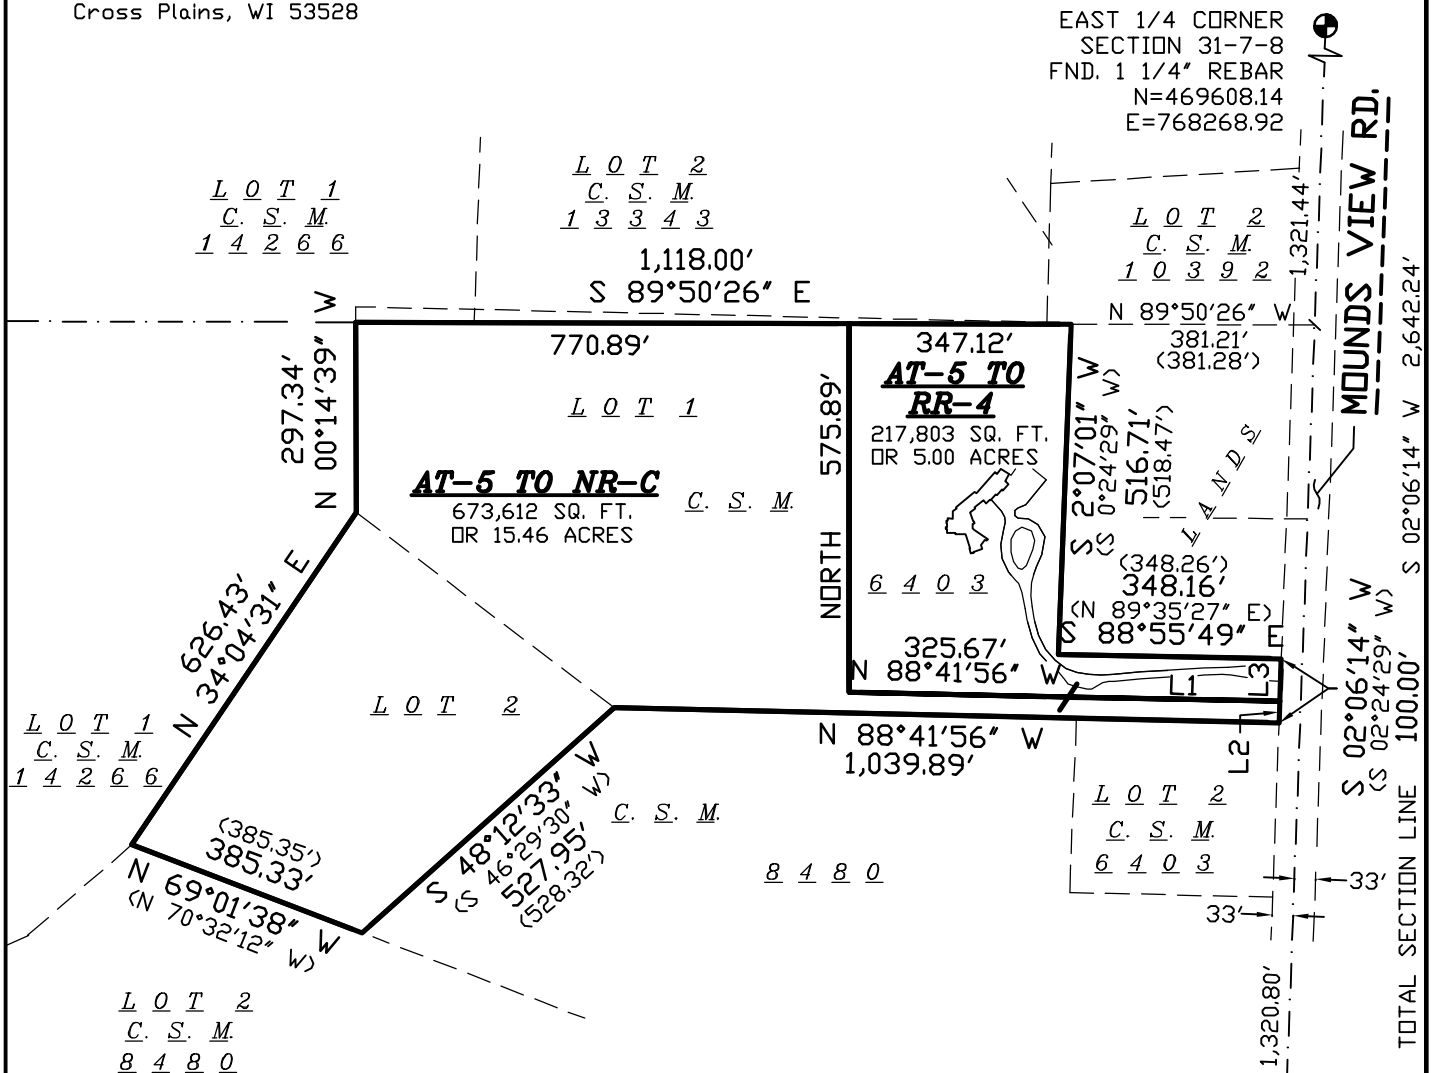 Cross Plains, WI 53528
EAST 1/4 CORNER
SECTION 31-7-8
FND. 1 1/4" REBAR
N=469608.14
E=768268.92
MOUNDS VIEW RD.
1,321.44'
S 02°06'14" W 2,642.24'
TOTAL SECTION LINE
LOT 1
C. S. M.
14266
LOT 2
C. S. M.
13343
1,118.00'
S 89°50'26" E
LOT 2
C. S. M.
10392
N 89°50'26" W
381.21'
(381.28')
297.34'
N 00°14'39" W
770.89'
LOT 1
AT-5 TO NR-C
673,612 SQ. FT.
OR 15.46 ACRES
C. S. M.
NORTH 575.89'
347.12'
AT-5 TO
RR-4
217,803 SQ. FT.
OR 5.00 ACRES
6403
S 2°07'01" W
(S 0°24'29" W)
516.71'
(518.47')
LANDS
(348.26')
348.16'
(N 89°35'27" E)
S 88°55'49" E
325.67'
N 88°41'56" W
L1
L3
L2
S 02°06'14" W
(S 02°24'29" W)
100.00'
626.43'
N 34°04'31" E
LOT 2
N 88°41'56" W
1,039.89'
LOT 1
C. S. M.
14266
(385.35')
385.33'
N 69°01'38" W
(N 70°32'12" W)
S 48°12'33" W
(S 46°29'30" W)
527.95'
(528.32')
C. S. M.
8480
LOT 2
C. S. M.
6403
33'
33'
1,320.80'
LOT 2
C. S. M.
8480